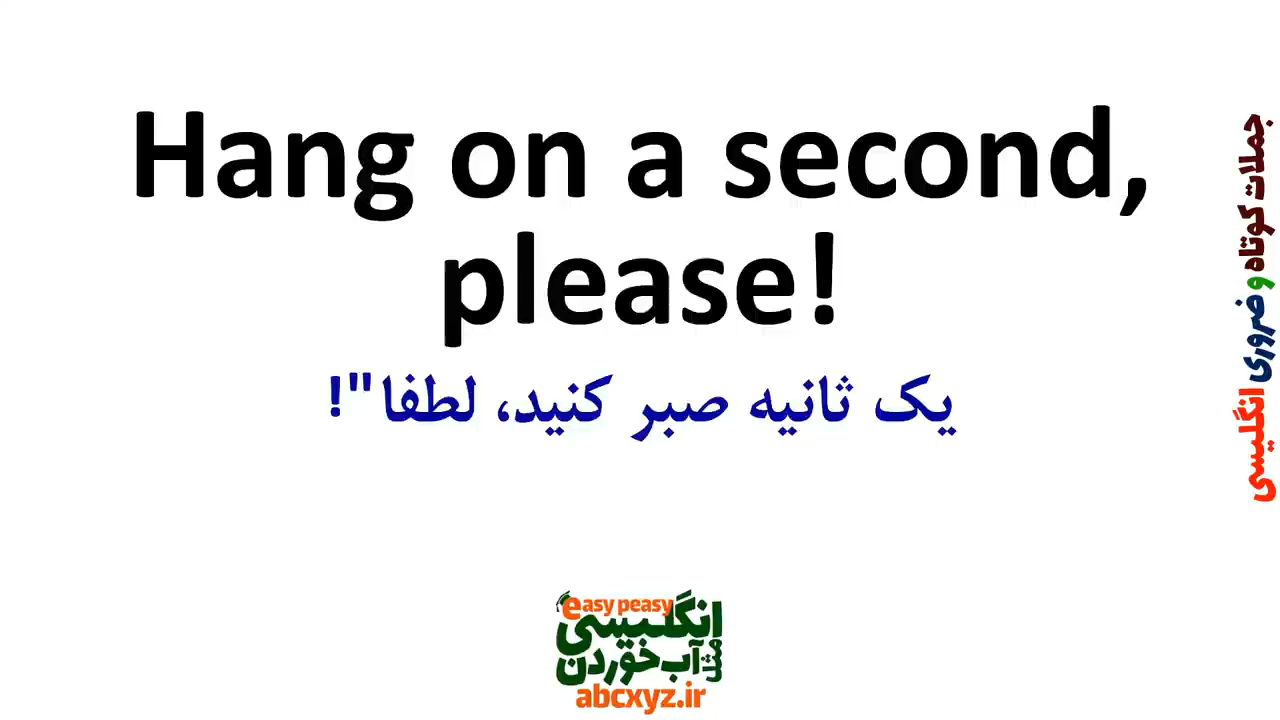 Hang on a second,
please!
یک ثانیه صبر کنید، لطفا"!
جملات کوتاه و ضروری انگلیسی
easy peasy
انگلیسی
مثل آب خوردن
abcxyz.ir